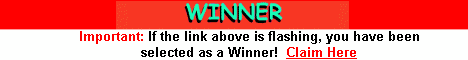 WINNER
Important: If the link above is flashing, you have been
selected as a Winner! Claim Here